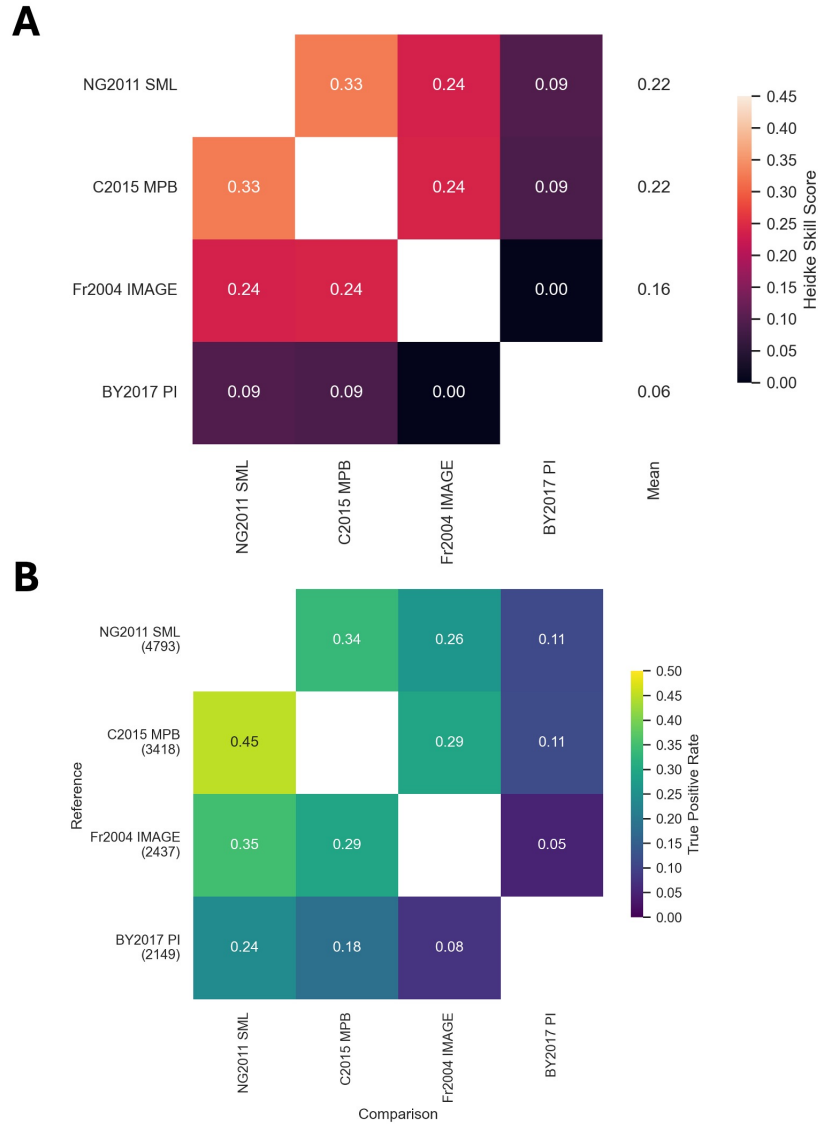 A
NG2011 SML 0.33 0.24 0.09 0.22
C2015 MPB 0.33 0.24 0.09 0.22
Fr2004 IMAGE 0.24 0.24 0.00 0.16
BY2017 PI 0.09 0.09 0.00 0.06
NG2011 SML
C2015 MPB
Fr2004 IMAGE
BY2017 PI
Mean
0.45
0.40
0.35
0.30
0.25
0.20
0.15
0.10
0.05
0.00
Heidke Skill Score
B
Reference
NG2011 SML
(4793)
0.34 0.26 0.11
C2015 MPB
(3418)
0.45 0.29 0.11
Fr2004 IMAGE
(2437)
0.35 0.29 0.05
BY2017 PI
(2149)
0.24 0.18 0.08
NG2011 SML
C2015 MPB
Fr2004 IMAGE
BY2017 PI
Comparison
0.50
0.45
0.40
0.35
0.30
0.25
0.20
0.15
0.10
0.05
0.00
True Positive Rate